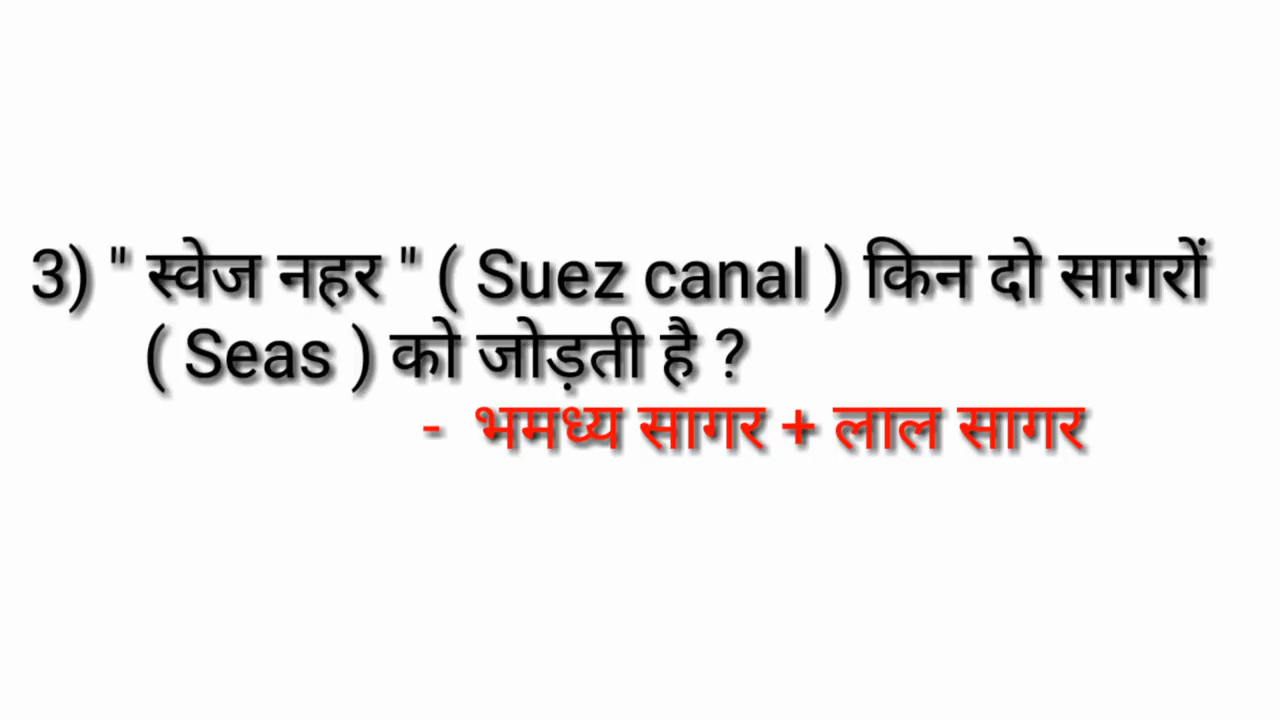 3) " स्वेज नहर " ( Suez canal ) किन दो सागरों
( Seas ) को जोड़ती है ?
- भमध्य सागर + लाल सागर